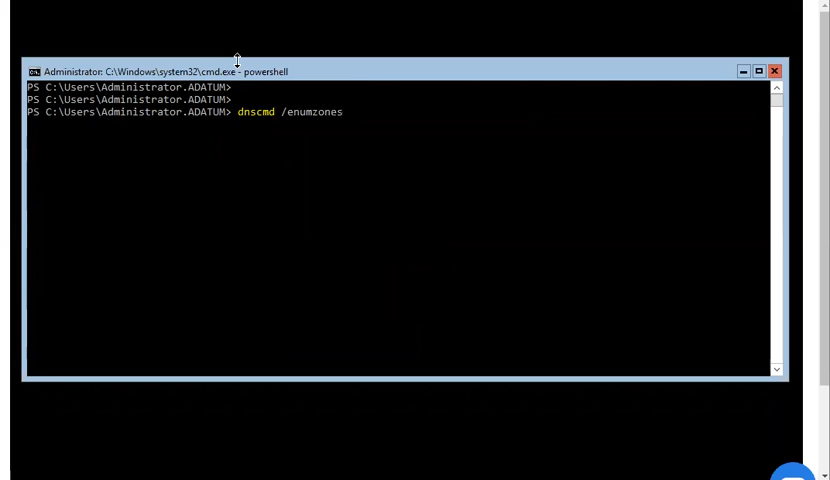 Administrator: C:\Windows\system32\cmd.exe - powershell
PS C:\Users\Administrator.ADATUM>
PS C:\Users\Administrator.ADATUM>
PS C:\Users\Administrator.ADATUM> dnscmd /enumzones